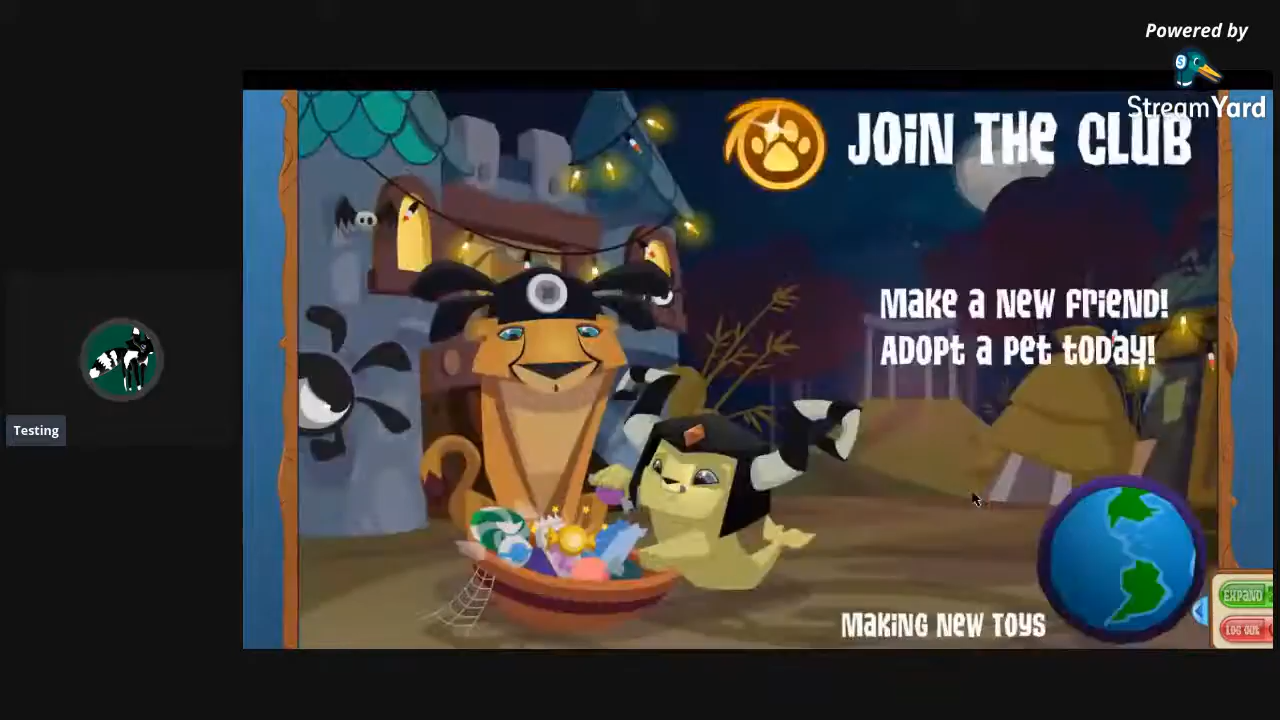 Powered by
StreamYard
JOIN THE CLUB
MAKE A NEW FRIEND!
ADOPT A PET TODAY!
Testing
MAKING NEW TOYS
EXPAND
LOG OUT